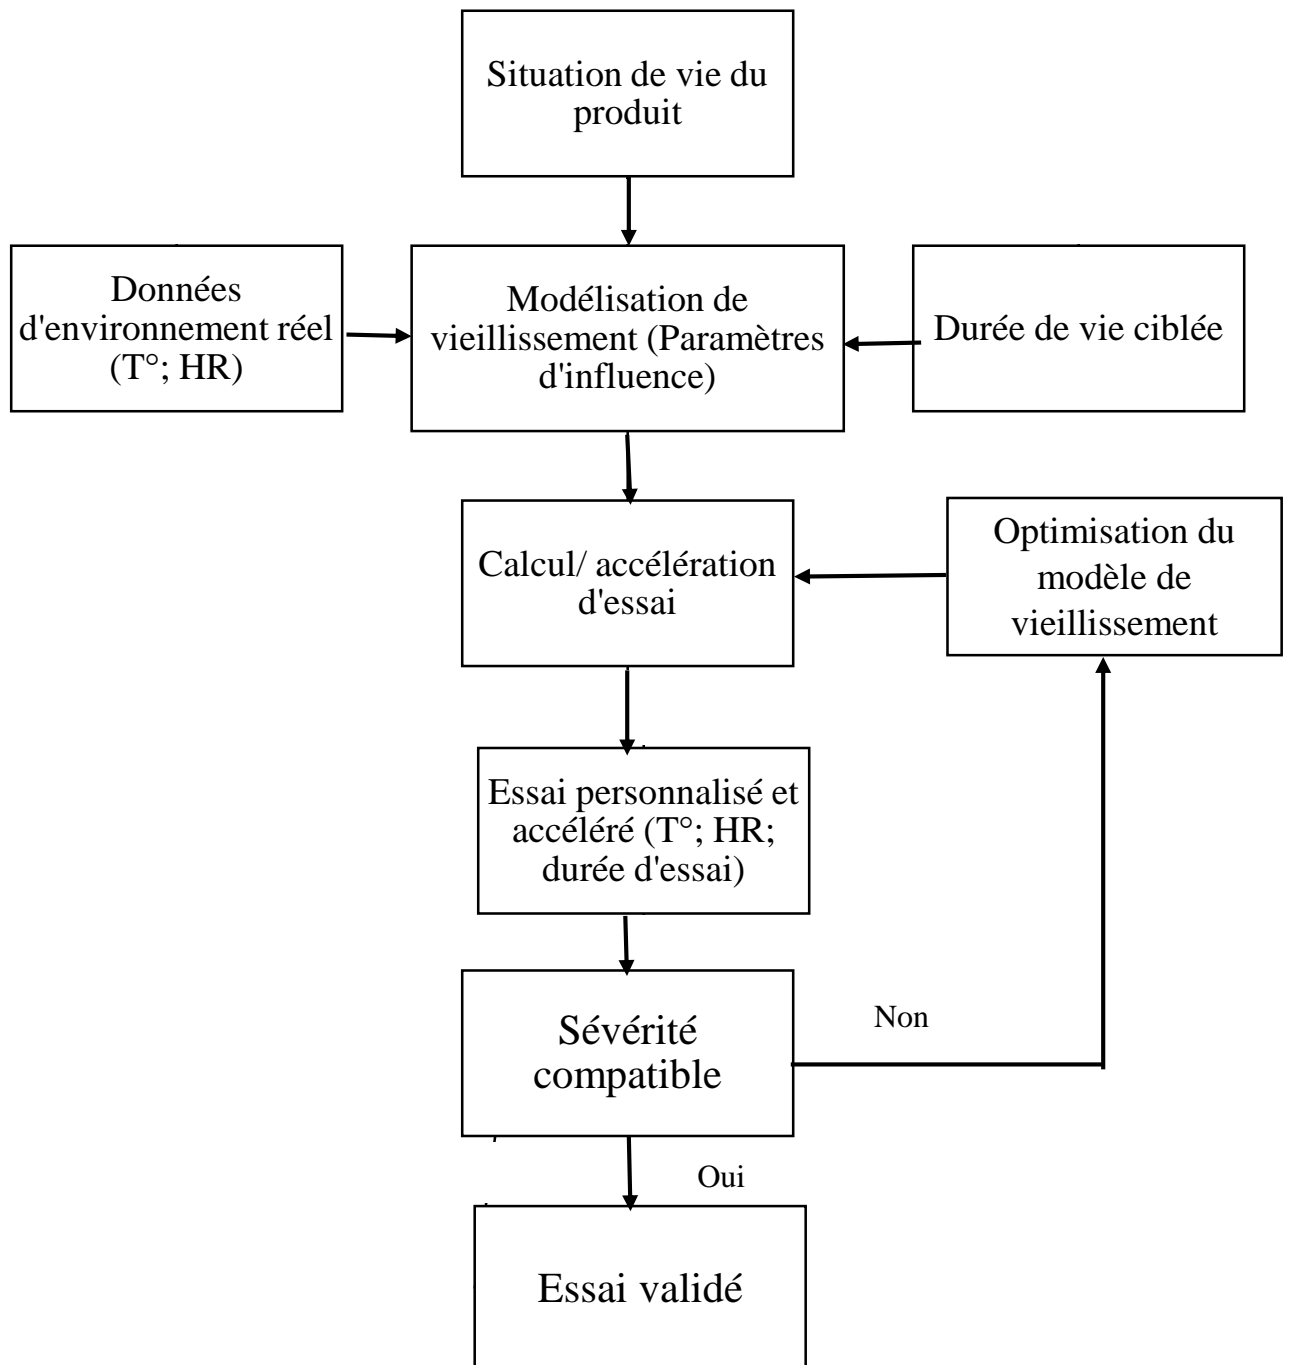 Situation de vie du
produit
Données
d'environnement réel
(T°; HR)
Modélisation de
vieillissement (Paramètres
d'influence)
Durée de vie ciblée
Calcul/ accélération
d'essai
Optimisation du
modèle de
vieillissement
Essai personnalisé et
accéléré (T°; HR;
durée d'essai)
Sévérité
compatible
Non
Oui
Essai validé